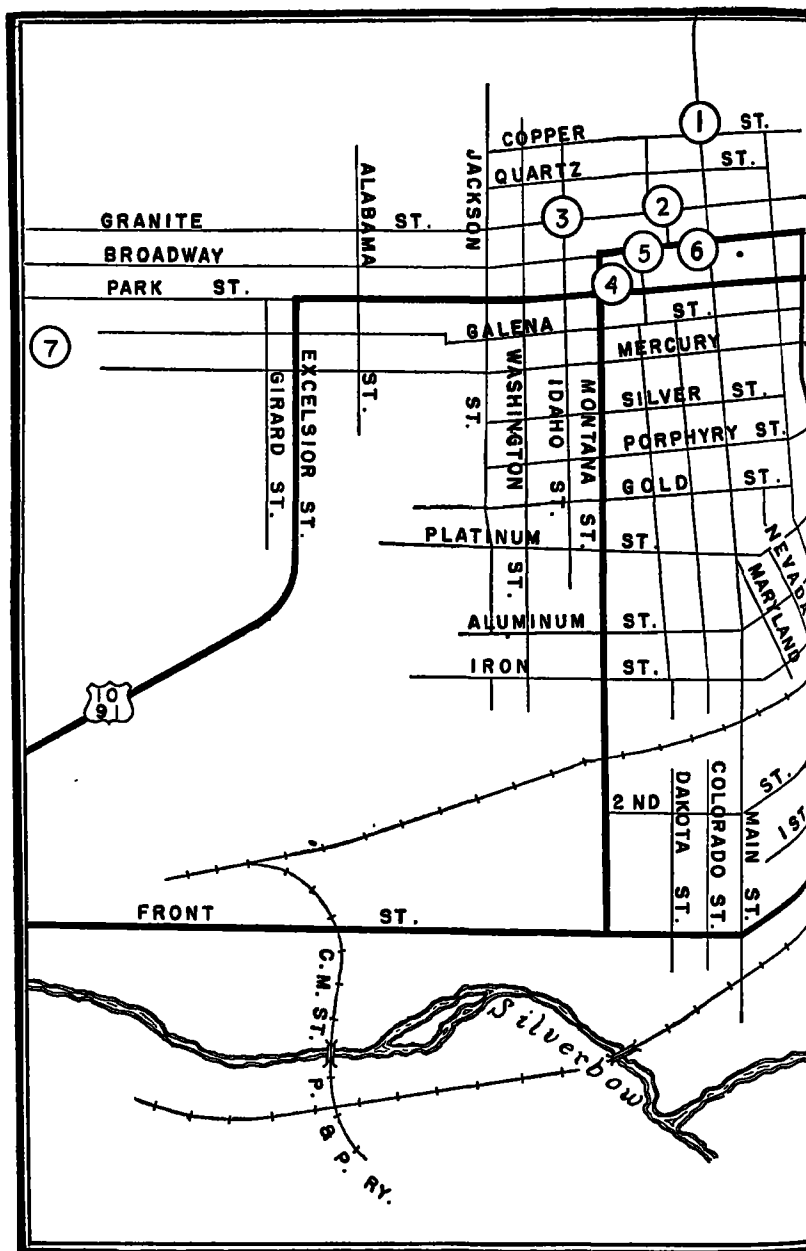 1
COPPER ST.
QUARTZ ST.
JACKSON ST.
ALABAMA ST.
2
3
GRANITE ST.
BROADWAY
5
6
PARK ST.
4
GALENA ST.
7
MERCURY
EXCELSIOR ST.
GIRARD ST.
WASHINGTON ST.
IDAHO ST.
MONTANA ST.
SILVER ST.
PORPHYRY ST.
GOLD ST.
PLATINUM ST.
NEVADA
MARYLAND
ALUMINUM ST.
IRON ST.
10
91
2 ND ST.
1 ST
DAKOTA ST.
COLORADO ST.
MAIN ST.
FRONT ST.
C. M. ST. P. & P. RY.
Silverbow